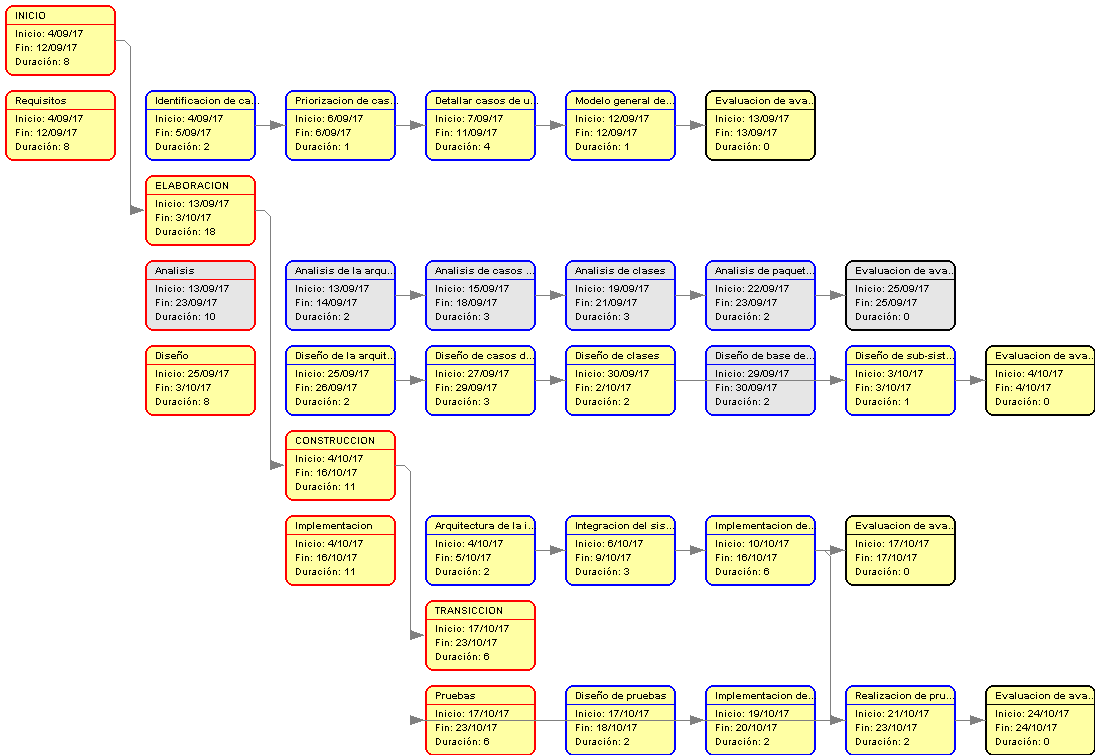 INICIO
Inicio: 4/09/17
Fin: 12/09/17
Duración: 8
Requisitos
Inicio: 4/09/17
Fin: 12/09/17
Duración: 8
Identificacion de ca...
Inicio: 4/09/17
Fin: 5/09/17
Duración: 2
Priorizacion de cas...
Inicio: 6/09/17
Fin: 6/09/17
Duración: 1
Detallar casos de u...
Inicio: 7/09/17
Fin: 11/09/17
Duración: 4
Modelo general de...
Inicio: 12/09/17
Fin: 12/09/17
Duración: 1
Evaluacion de ava...
Inicio: 13/09/17
Fin: 13/09/17
Duración: 0
ELABORACION
Inicio: 13/09/17
Fin: 3/10/17
Duración: 18
Analisis
Inicio: 13/09/17
Fin: 23/09/17
Duración: 10
Analisis de la arqu...
Inicio: 13/09/17
Fin: 14/09/17
Duración: 2
Analisis de casos ...
Inicio: 15/09/17
Fin: 18/09/17
Duración: 3
Analisis de clases
Inicio: 19/09/17
Fin: 21/09/17
Duración: 3
Analisis de paquet...
Inicio: 22/09/17
Fin: 23/09/17
Duración: 2
Evaluacion de ava...
Inicio: 25/09/17
Fin: 25/09/17
Duración: 0
Diseño
Inicio: 25/09/17
Fin: 3/10/17
Duración: 8
Diseño de la arquit...
Inicio: 25/09/17
Fin: 26/09/17
Duración: 2
Diseño de casos d...
Inicio: 27/09/17
Fin: 29/09/17
Duración: 3
Diseño de clases
Inicio: 30/09/17
Fin: 2/10/17
Duración: 2
Diseño de base de...
Inicio: 29/09/17
Fin: 30/09/17
Duración: 2
Diseño de sub-sist...
Inicio: 3/10/17
Fin: 3/10/17
Duración: 1
Evaluacion de ava...
Inicio: 4/10/17
Fin: 4/10/17
Duración: 0
CONSTRUCCION
Inicio: 4/10/17
Fin: 16/10/17
Duración: 11
Implementacion
Inicio: 4/10/17
Fin: 16/10/17
Duración: 11
Arquitectura de la i...
Inicio: 4/10/17
Fin: 5/10/17
Duración: 2
Integracion del sis...
Inicio: 6/10/17
Fin: 9/10/17
Duración: 3
Implementacion de...
Inicio: 10/10/17
Fin: 16/10/17
Duración: 6
Evaluacion de ava...
Inicio: 17/10/17
Fin: 17/10/17
Duración: 0
TRANSICCION
Inicio: 17/10/17
Fin: 23/10/17
Duración: 6
Pruebas
Inicio: 17/10/17
Fin: 23/10/17
Duración: 6
Diseño de pruebas
Inicio: 17/10/17
Fin: 18/10/17
Duración: 2
Implementacion de...
Inicio: 19/10/17
Fin: 20/10/17
Duración: 2
Realizacion de pru...
Inicio: 21/10/17
Fin: 23/10/17
Duración: 2
Evaluacion de ava...
Inicio: 24/10/17
Fin: 24/10/17
Duración: 0